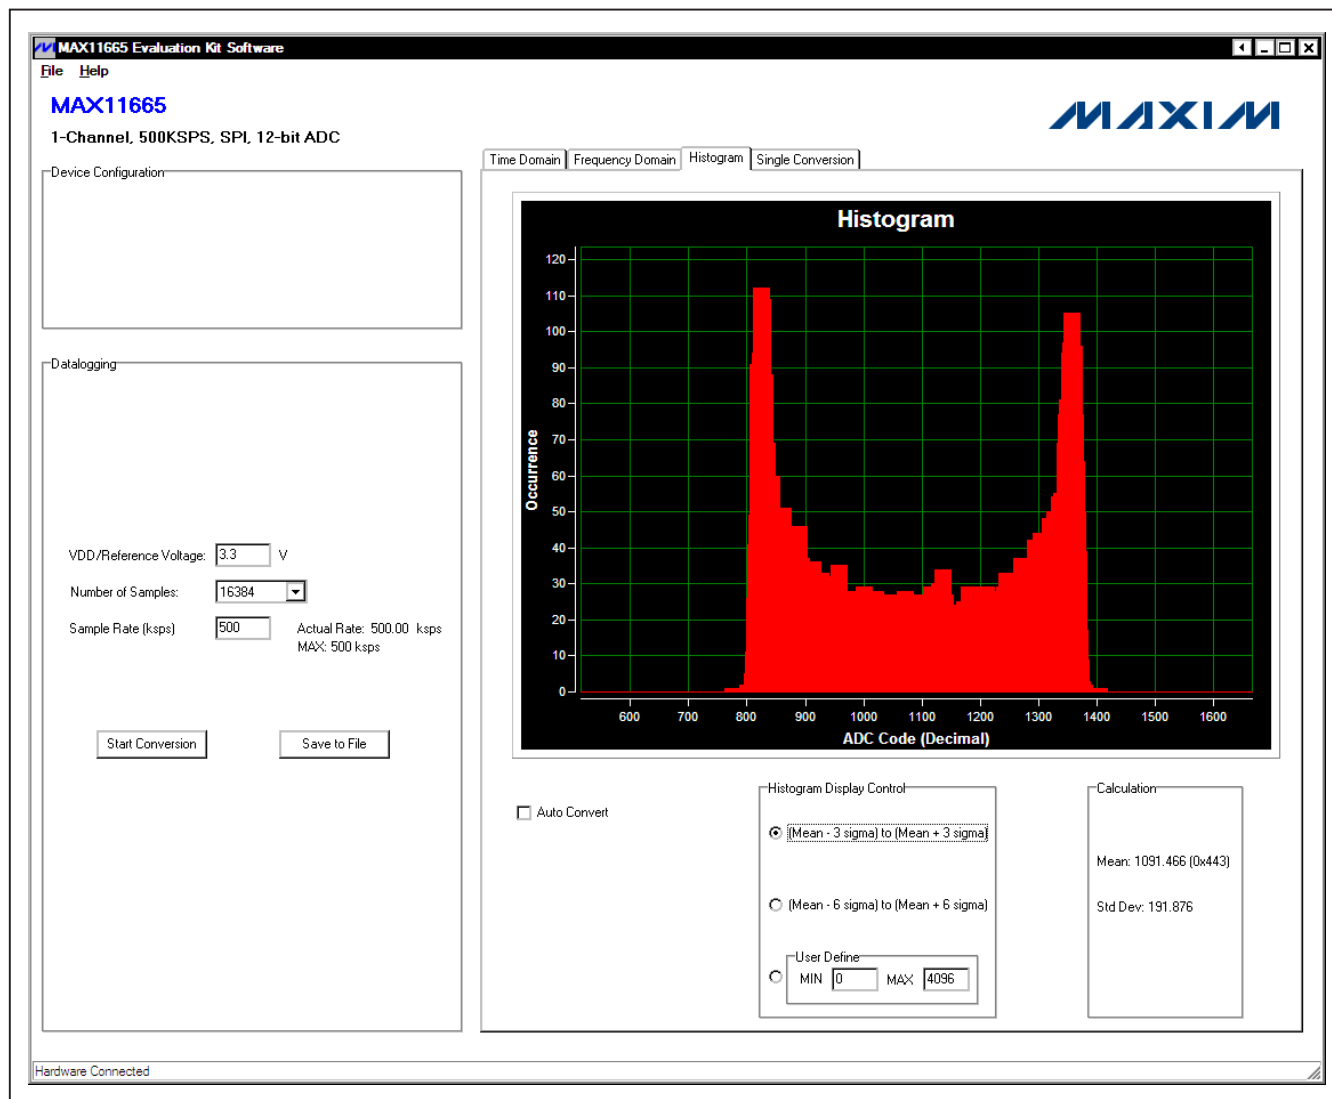 MAX11665 Evaluation Kit Software
File Help
MAX11665
1-Channel, 500KSPS, SPI, 12-bit ADC
MAXIM
Device Configuration
Datalogging
VDD/Reference Voltage: 3.3 V
Number of Samples: 16384
Sample Rate (ksps) 500 Actual Rate: 500.00 ksps
MAX: 500 ksps
Start Conversion Save to File
Time Domain Frequency Domain Histogram Single Conversion
Histogram
120
110
100
90
80
70
60
50
40
30
20
10
0
Occurrence
600 700 800 900 1000 1100 1200 1300 1400 1500 1600
ADC Code (Decimal)
Auto Convert
Histogram Display Control
(Mean - 3 sigma) to (Mean + 3 sigma)
(Mean - 6 sigma) to (Mean + 6 sigma)
User Define
MIN 0 MAX 4096
Calculation
Mean: 1091.466 (0x443)
Std Dev: 191.876
Hardware Connected